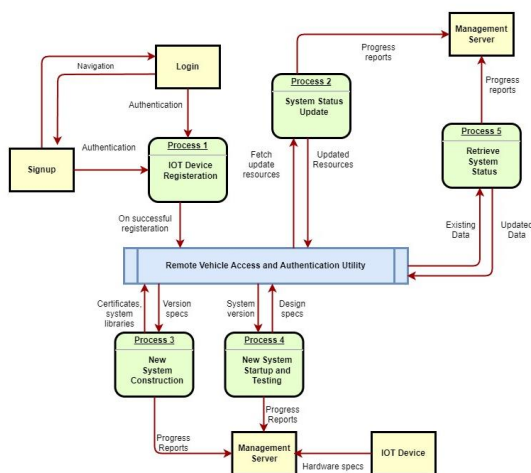 Management
Server
Progress
reports
Navigation
Login
Process 2
System Status
Update
Progress
reports
Authentication
Process 5
Retrieve
System
Status
Process 1
IOT Device
Registeration
Signup
Authentication
Fetch
update
resources
Updated
Resources
On successful
registeration
Existing
Data
Updated
Data
Remote Vehicle Access and Authentication Utility
Certificates,
system
libraries
Version
specs
System
version
Design
specs
Process 3
New
System
Construction
Process 4
New System
Startup and
Testing
Progress
Reports
Progress
Reports
Management
Server
Hardware specs
IOT Device